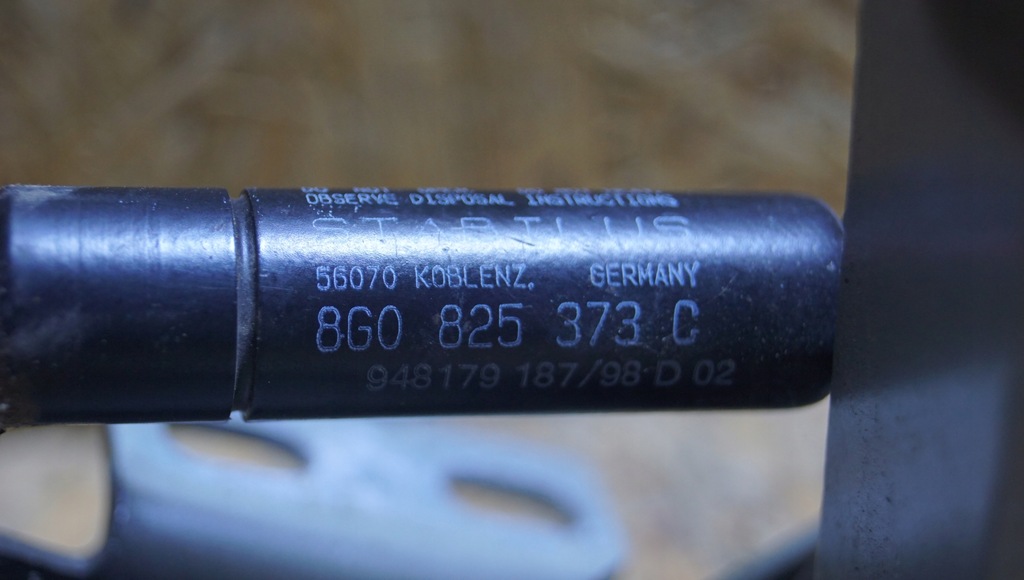 OBSERVE DISPOSAL INSTRUCTIONS
STABILUS
56070 KOBLENZ. GERMANY
8G0 825 373 C
948179 187/98 D 02